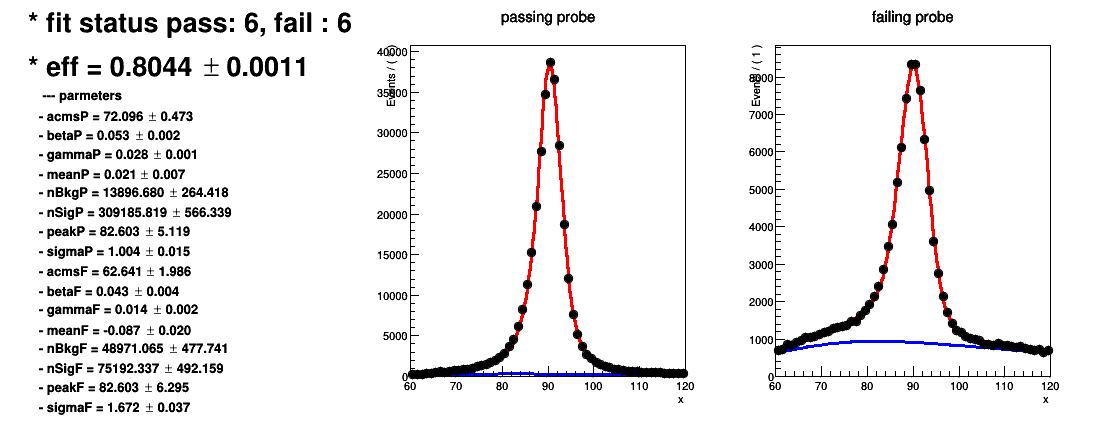 * fit status pass: 6, fail : 6
* eff = 0.8044 ± 0.0011
--- parmeters
- acmsP = 72.096 ± 0.473
- betaP = 0.053 ± 0.002
- gammaP = 0.028 ± 0.001
- meanP = 0.021 ± 0.007
- nBkgP = 13896.680 ± 264.418
- nSigP = 309185.819 ± 566.339
- peakP = 82.603 ± 5.119
- sigmaP = 1.004 ± 0.015
- acmsF = 62.641 ± 1.986
- betaF = 0.043 ± 0.004
- gammaF = 0.014 ± 0.002
- meanF = -0.087 ± 0.020
- nBkgF = 48971.065 ± 477.741
- nSigF = 75192.337 ± 492.159
- peakF = 82.603 ± 6.295
- sigmaF = 1.672 ± 0.037
passing probe
Events / ( 1 )
40000
35000
30000
25000
20000
15000
10000
5000
0
60 70 80 90 100 110 120
x
failing probe
Events / ( 1 )
8000
7000
6000
5000
4000
3000
2000
1000
0
60 70 80 90 100 110 120
x